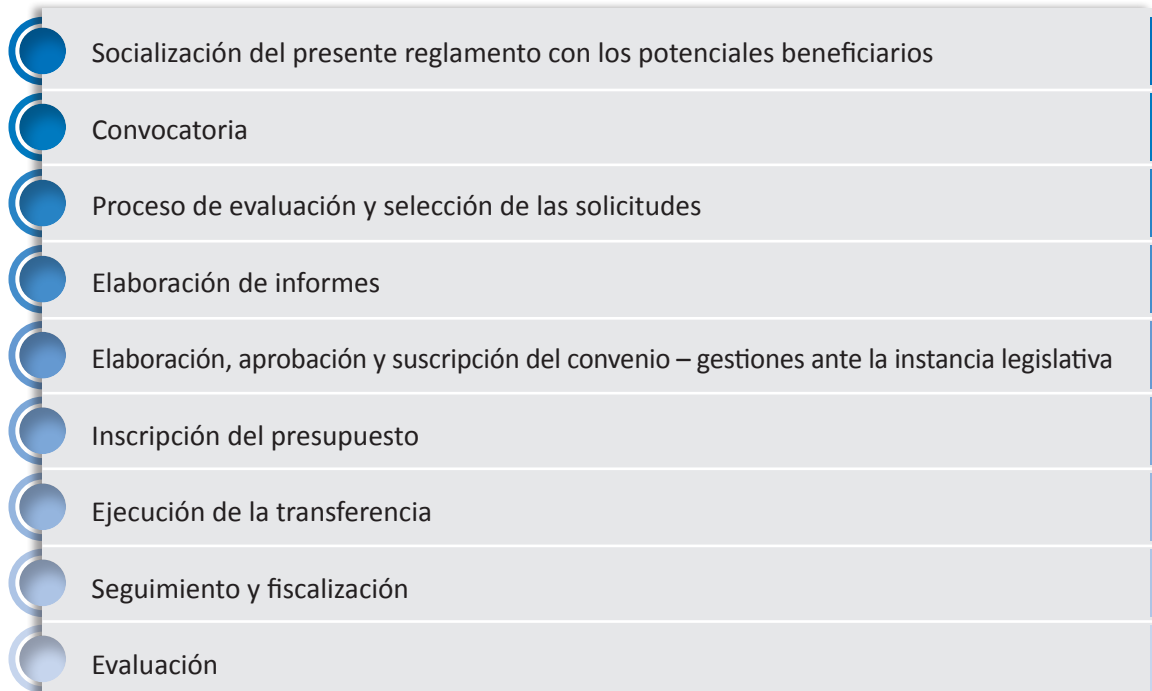 Socialización del presente reglamento con los potenciales beneficiarios
Convocatoria
Proceso de evaluación y selección de las solicitudes
Elaboración de informes
Elaboración, aprobación y suscripción del convenio – gestiones ante la instancia legislativa
Inscripción del presupuesto
Ejecución de la transferencia
Seguimiento y fiscalización
Evaluación